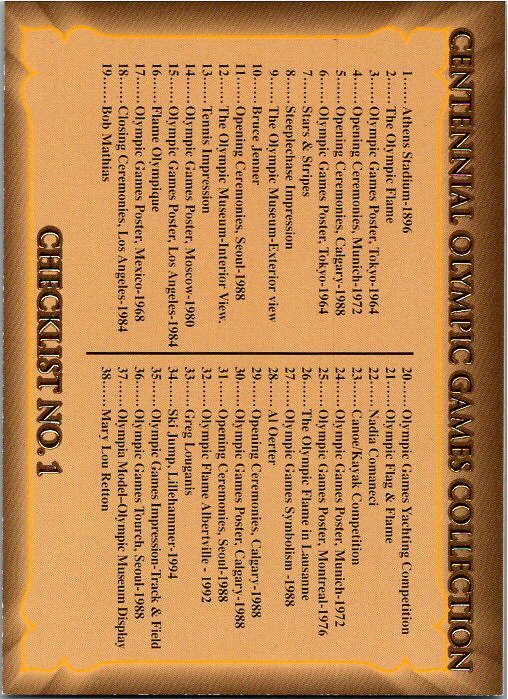 CENTENNIAL OLYMPIC GAMES COLLECTION
1...... Athens Stadium-1896
2...... The Olympic Flame
3...... Olympic Games Poster, Tokyo-1964
4...... Opening Ceremonies, Munich-1972
5...... Opening Ceremonies, Calgary-1988
6...... Olympic Games Poster, Tokyo-1964
7...... Stars & Stripes
8...... Steeplechase Impression
9...... The Olympic Museum-Exterior view
10..... Bruce Jenner
11..... Opening Ceremonies, Seoul-1988
12..... The Olympic Museum-Interior View.
13..... Tennis Impression
14..... Olympic Games Poster, Moscow-1980
15..... Olympic Games Poster, Los Angeles-1984
16..... Flame Olympique
17..... Olympic Games Poster, Mexico-1968
18..... Closing Ceremonies, Los Angeles-1984
19..... Bob Mathias
20..... Olympic Games Yachting Competition
21..... Olympic Flag & Flame
22..... Nadia Comaneci
23..... Canoe/Kayak Competition
24..... Olympic Games Poster, Munich-1972
25..... Olympic Games Poster, Montreal-1976
26..... The Olympic Flame in Lausanne
27..... Olympic Games Symbolism -1988
28..... Al Oerter
29..... Opening Ceremonies, Calgary-1988
30..... Olympic Games Poster, Calgary-1988
31..... Opening Ceremonies, Seoul-1988
32..... Olympic Flame Albertville - 1992
33..... Greg Louganis
34..... Ski Jump, Lillehammer-1994
35..... Olympic Games Impression-Track & Field
36..... Olympic Games Tourch, Seoul-1988
37..... Olympia Model-Olympic Museum Display
38..... Mary Lou Retton
CHECKLIST NO. 1